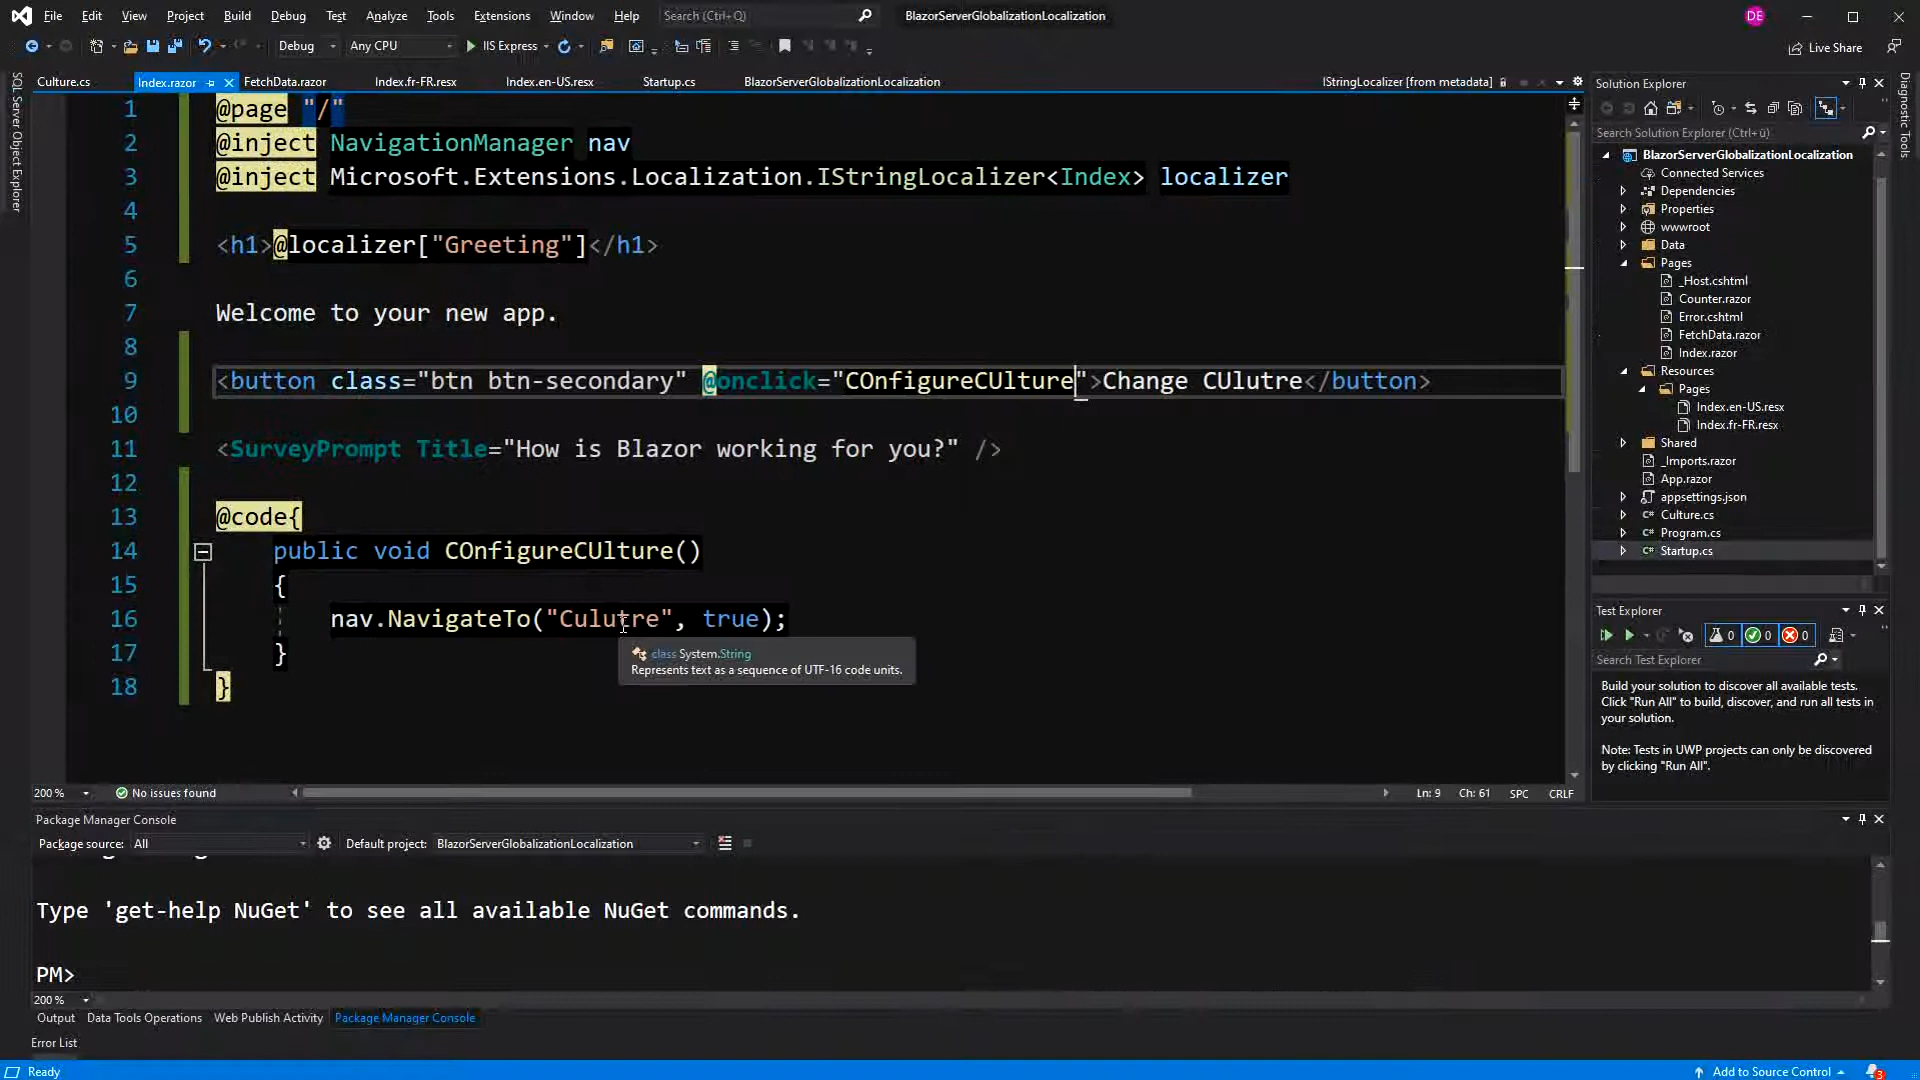 File Edit View Project Build Debug Test Analyze Tools Extensions Window Help Search (Ctrl+Q) BlazorServerGlobalizationLocalization DE
Debug Any CPU IIS Express Live Share
Culture.cs Index.razor FetchData.razor Index.fr-FR.resx Index.en-US.resx Startup.cs BlazorServerGlobalizationLocalization IStringLocalizer [from metadata]
SQL Server Object Explorer
1 @page "/"
2 @inject NavigationManager nav
3 @inject Microsoft.Extensions.Localization.IStringLocalizer<Index> localizer
4
5 <h1>@localizer["Greeting"]</h1>
6
7 Welcome to your new app.
8
9 <button class="btn btn-secondary" @onclick="COnfigureCUlture">Change CUlutre</button>
10
11 <SurveyPrompt Title="How is Blazor working for you?" />
12
13 @code{
14 public void COnfigureCUlture()
15 {
16 nav.NavigateTo("Culutre", true);
17 }
18 }
class System.String
Represents text as a sequence of UTF-16 code units.
200 % No issues found Ln: 9 Ch: 61 SPC CRLF
Package Manager Console
Package source: All Default project: BlazorServerGlobalizationLocalization
Type 'get-help NuGet' to see all available NuGet commands.
PM>
200 %
Output Data Tools Operations Web Publish Activity Package Manager Console
Error List
Ready Add to Source Control 3
Solution Explorer
Search Solution Explorer (Ctrl+ü)
BlazorServerGlobalizationLocalization
Connected Services
Dependencies
Properties
wwwroot
Data
Pages
_Host.cshtml
Counter.razor
Error.cshtml
FetchData.razor
Index.razor
Resources
Pages
Index.en-US.resx
Index.fr-FR.resx
Shared
_Imports.razor
App.razor
appsettings.json
C# Culture.cs
C# Program.cs
C# Startup.cs
Test Explorer
0 0 0
Search Test Explorer
Build your solution to discover all available tests.
Click "Run All" to build, discover, and run all tests in
your solution.
Note: Tests in UWP projects can only be discovered
by clicking "Run All".
Diagnostic Tools